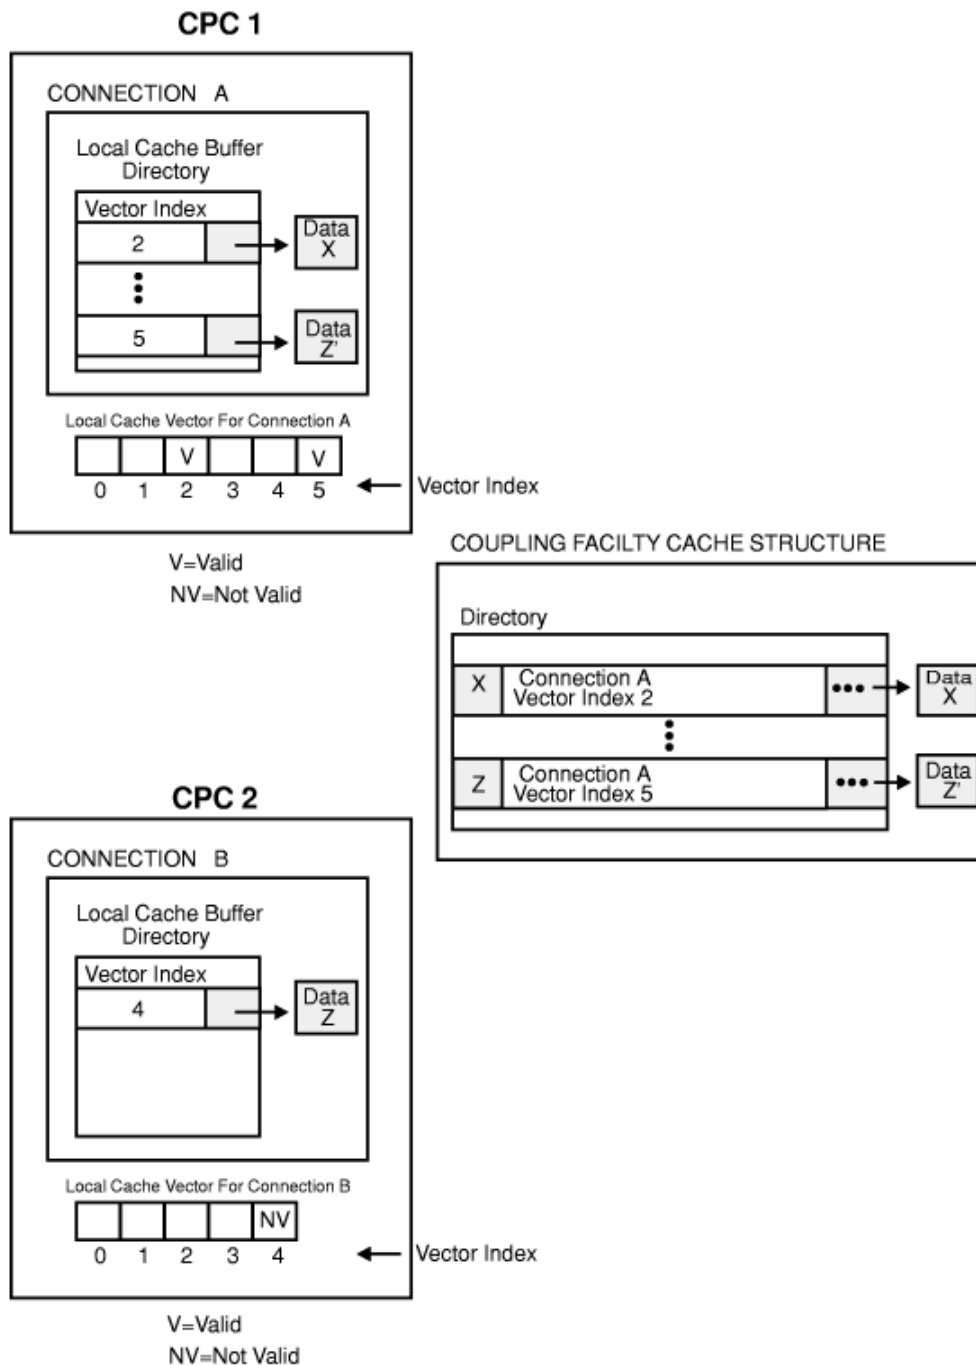 CPC 1
CONNECTION A
Local Cache Buffer
Directory
Vector Index
2
Data
X
5
Data
Z'
Local Cache Vector For Connection A
V V
0 1 2 3 4 5
Vector Index
V=Valid
NV=Not Valid
COUPLING FACILTY CACHE STRUCTURE
Directory
X
Connection A
Vector Index 2
Data
X
Z
Connection A
Vector Index 5
Data
Z'
CPC 2
CONNECTION B
Local Cache Buffer
Directory
Vector Index
4
Data
Z
Local Cache Vector For Connection B
NV
0 1 2 3 4
Vector Index
V=Valid
NV=Not Valid